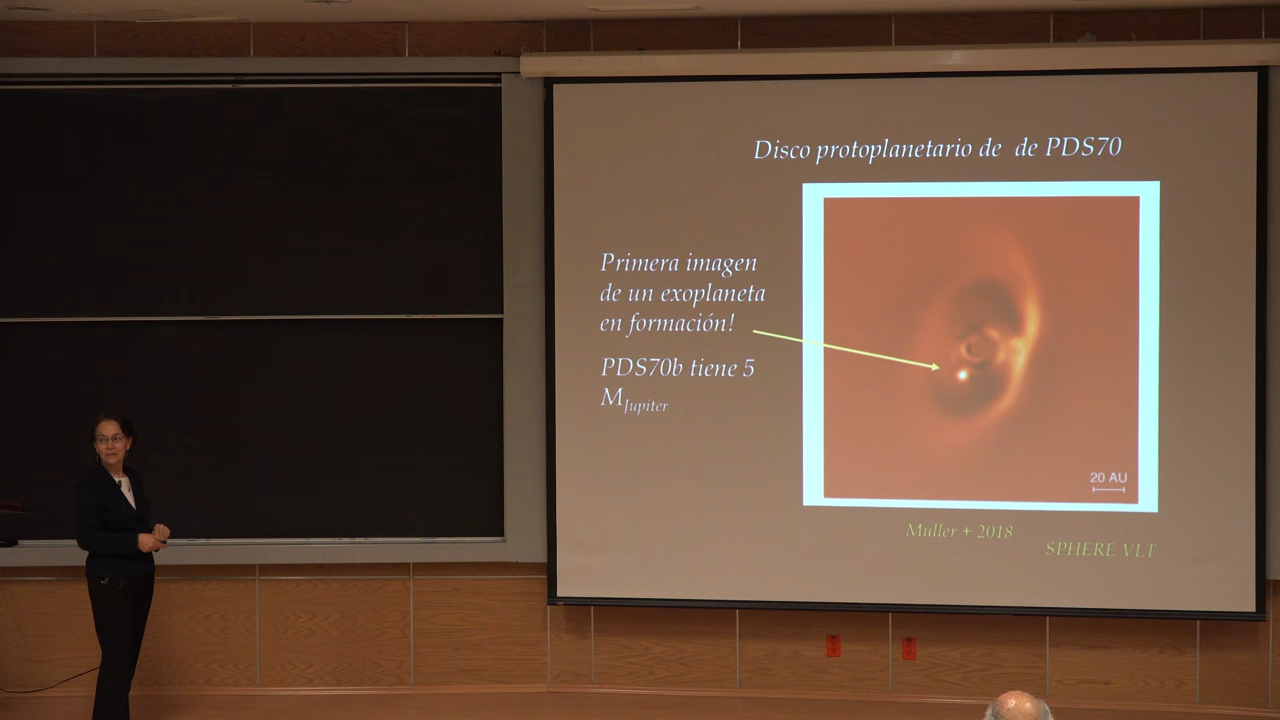 Disco protoplanetario de de PDS70
Primera imagen
de un exoplaneta
en formación!
PDS70b tiene 5
MJupiter
20 AU
Muller + 2018
SPHERE VLT